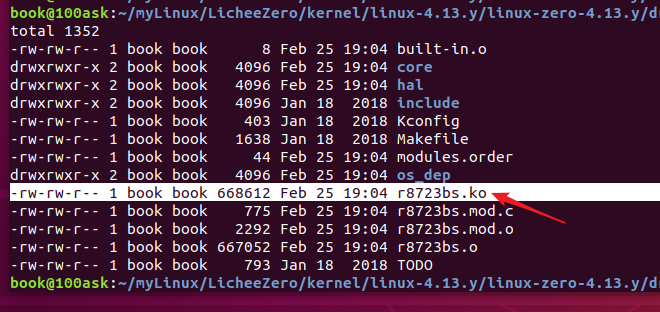 book@100ask:~/myLinux/LicheeZero/kernel/linux-4.13.y/linux-zero-4.13.y/dr
total 1352
-rw-rw-r-- 1 book book      8 Feb 25 19:04 built-in.o
drwxrwxr-x 2 book book   4096 Feb 25 19:04 core
drwxrwxr-x 2 book book   4096 Feb 25 19:04 hal
drwxrwxr-x 2 book book   4096 Jan 18  2018 include
-rw-rw-r-- 1 book book    403 Jan 18  2018 Kconfig
-rw-rw-r-- 1 book book   1638 Jan 18  2018 Makefile
-rw-rw-r-- 1 book book     44 Feb 25 19:04 modules.order
drwxrwxr-x 2 book book   4096 Feb 25 19:04 os_dep
-rw-rw-r-- 1 book book 668612 Feb 25 19:04 r8723bs.ko
-rw-rw-r-- 1 book book    775 Feb 25 19:04 r8723bs.mod.c
-rw-rw-r-- 1 book book   2292 Feb 25 19:04 r8723bs.mod.o
-rw-rw-r-- 1 book book 667052 Feb 25 19:04 r8723bs.o
-rw-rw-r-- 1 book book    793 Jan 18  2018 TODO
book@100ask:~/myLinux/LicheeZero/kernel/linux-4.13.y/linux-zero-4.13.y/dr